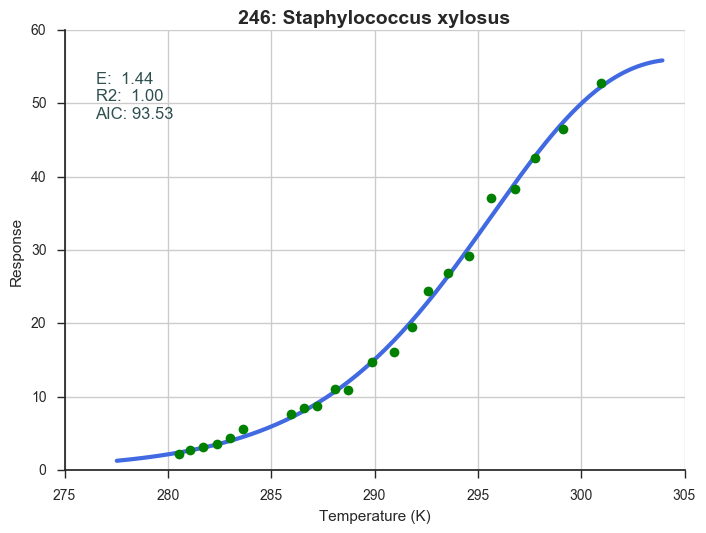 246: Staphylococcus xylosus
E:  1.44
R2:  1.00
AIC: 93.53
60
50
40
30
20
10
0
Response
275 280 285 290 295 300 305
Temperature (K)